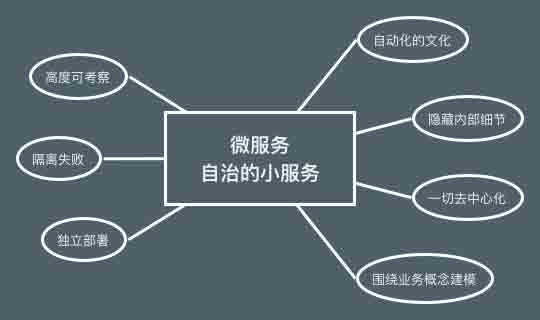 自动化的文化
高度可考察
隐藏内部细节
微服务
自治的小服务
隔离失败
一切去中心化
独立部署
围绕业务概念建模